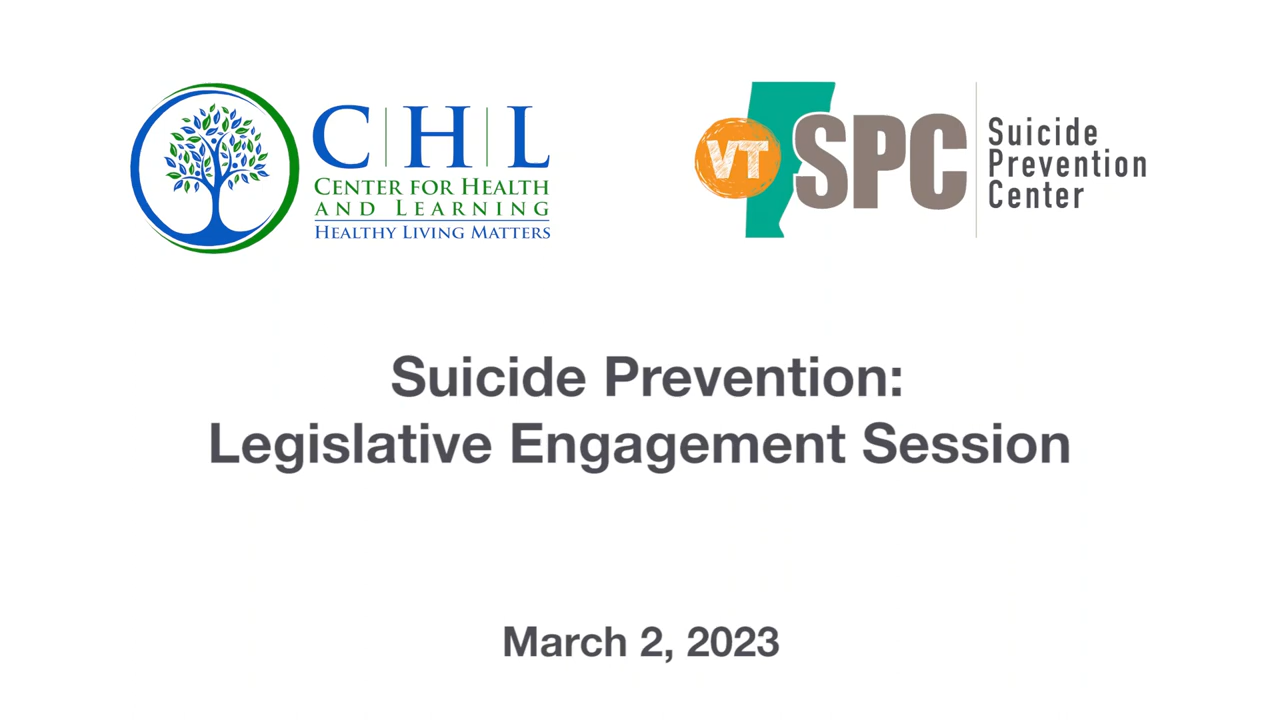 C|H|L
CENTER FOR HEALTH
AND LEARNING
HEALTHY LIVING MATTERS
VT SPC
Suicide
Prevention
Center
Suicide Prevention:
Legislative Engagement Session
March 2, 2023